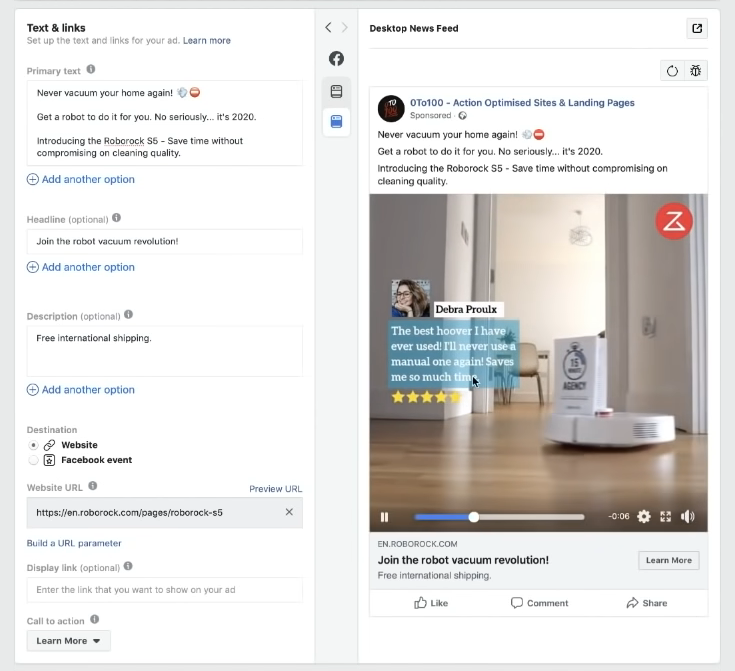 Text & links
Set up the text and links for your ad. Learn more
Primary text
Never vacuum your home again! 💨⛔
Get a robot to do it for you. No seriously... it's 2020.
Introducing the Roborock S5 - Save time without
compromising on cleaning quality.
Add another option
Headline (optional)
Join the robot vacuum revolution!
Add another option
Description (optional)
Free international shipping.
Add another option
Destination
Website
Facebook event
Website URL
Preview URL
https://en.roborock.com/pages/roborock-s5
Build a URL parameter
Display link (optional)
Enter the link that you want to show on your ad
Call to action
Learn More
Desktop News Feed
TO
0To100 - Action Optimised Sites & Landing Pages
Sponsored ·
Never vacuum your home again! 💨⛔
Get a robot to do it for you. No seriously... it's 2020.
Introducing the Roborock S5 - Save time without compromising on
cleaning quality.
Debra Proulx
The best hoover I have
ever used! I'll never use a
manual one again! Saves
me so much time.
15
MINUTE
AGENCY
-0:06
EN.ROBOROCK.COM
Join the robot vacuum revolution!
Free international shipping.
Learn More
Like
Comment
Share